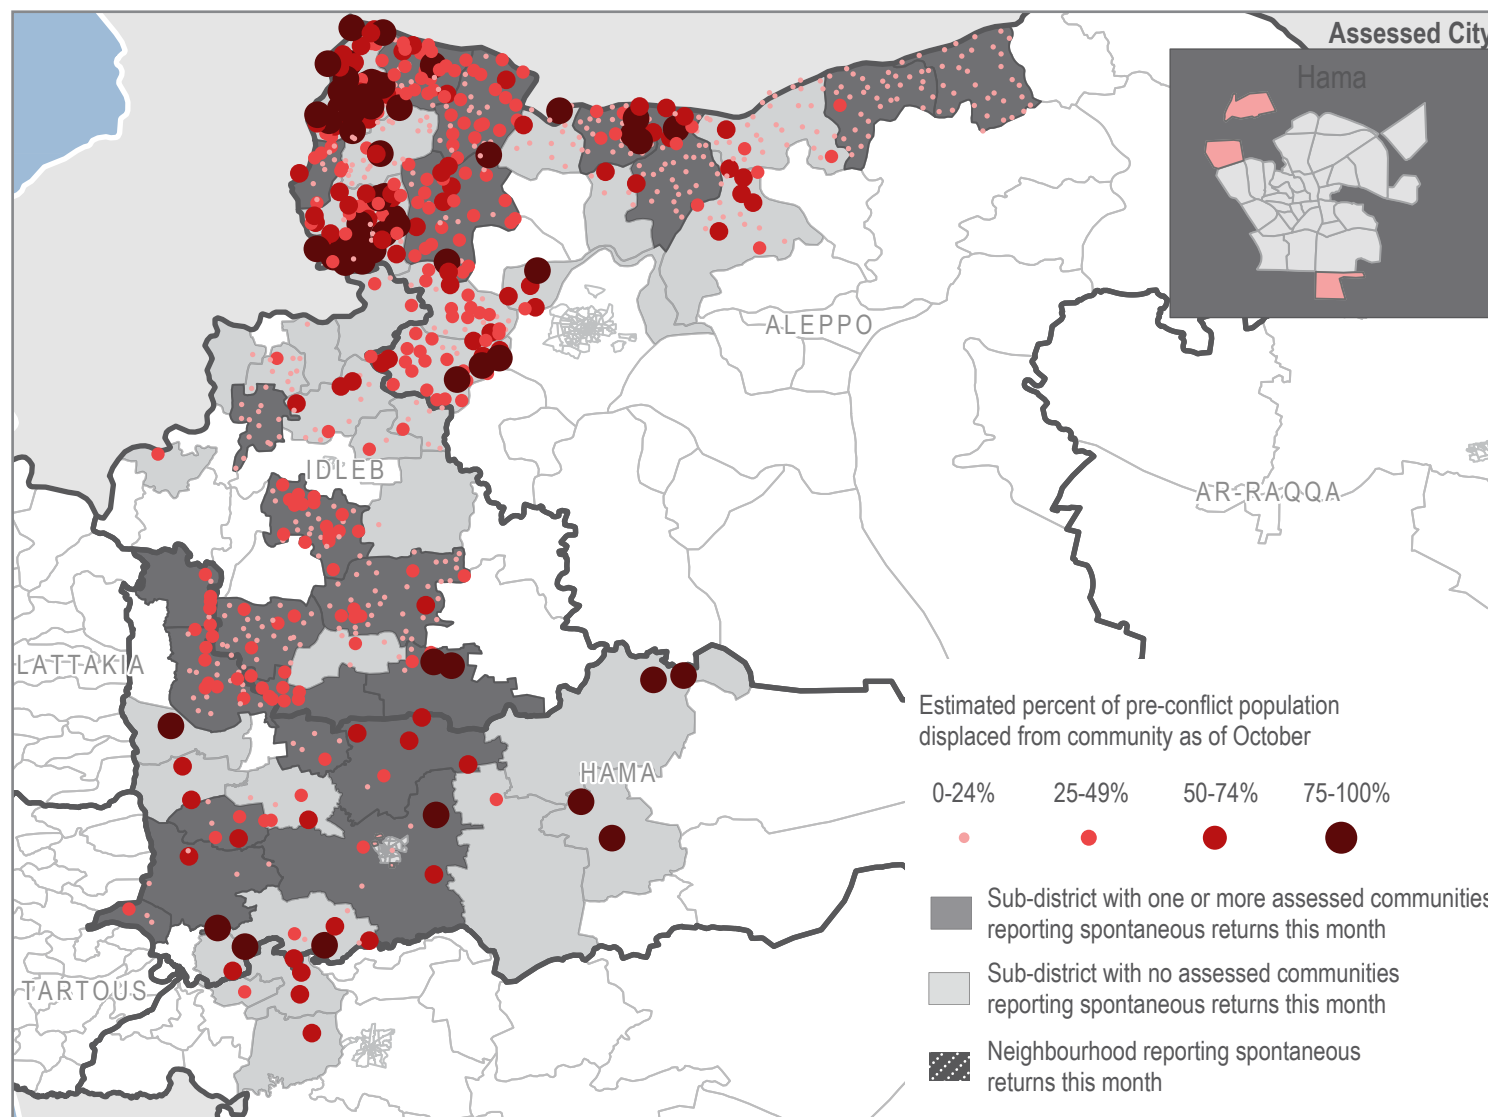 Assessed City
Hama
ALEPPO
IDLEB
AR-RAQQA
LATTAKIA
HAMA
TARTOUS
Estimated percent of pre-conflict population
displaced from community as of October
0-24% 25-49% 50-74% 75-100%
Sub-district with one or more assessed communities
reporting spontaneous returns this month
Sub-district with no assessed communities
reporting spontaneous returns this month
Neighbourhood reporting spontaneous
returns this month